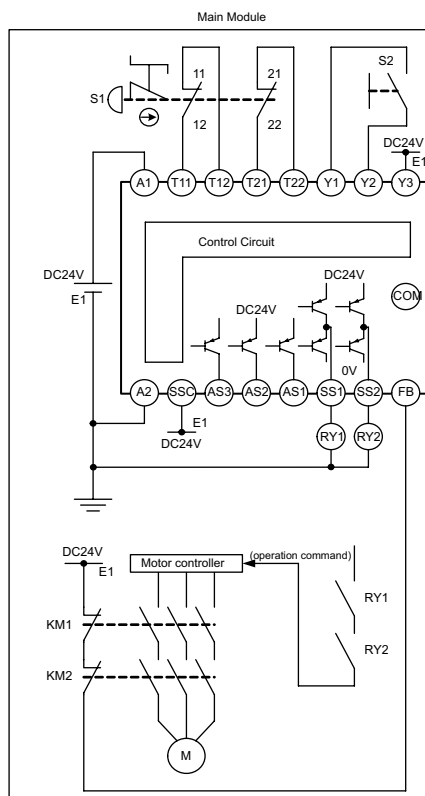 Main Module
S1
11
12
21
22
S2
DC24V
E1
A1
T11
T12
T21
T22
Y1
Y2
Y3
Control Circuit
DC24V
E1
DC24V
DC24V
COM
0V
A2
SSC
AS3
AS2
AS1
SS1
SS2
FB
E1
DC24V
RY1
RY2
DC24V
E1
Motor controller
(operation command)
RY1
KM1
RY2
KM2
M